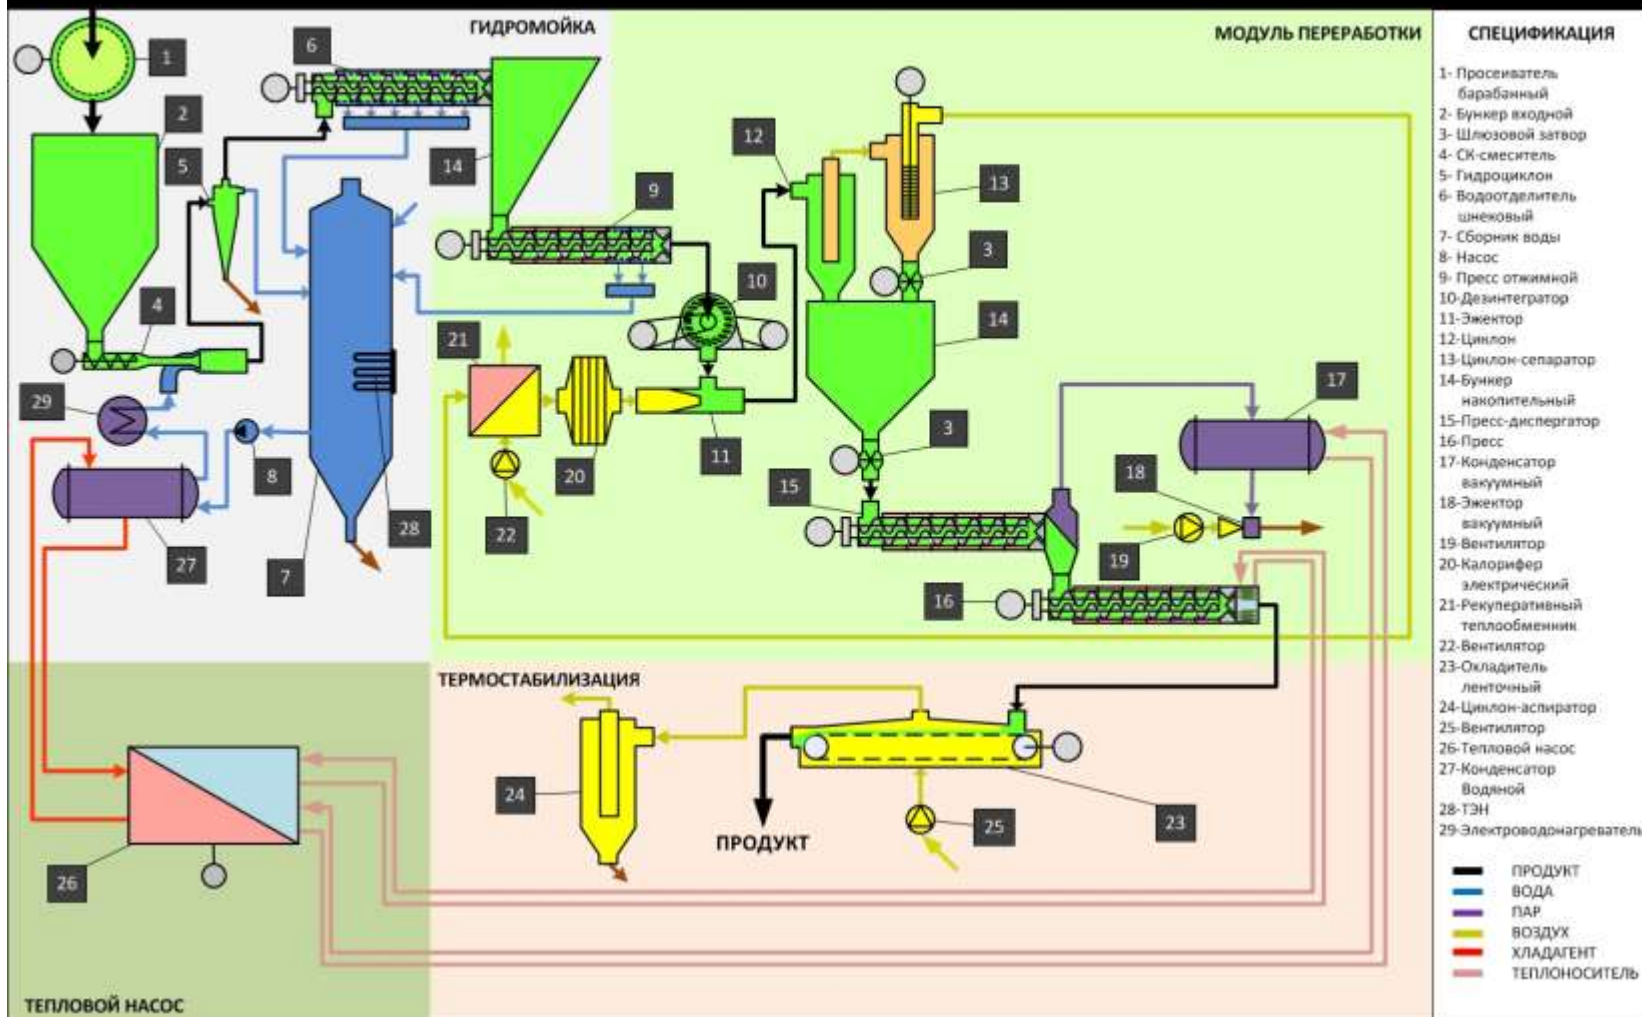 ГИДРОМОЙКА
МОДУЛЬ ПЕРЕРАБОТКИ
1
2
3
4
5
6
7
8
9
10
11
11
12
13
14
14
3
15
16
17
18
19
20
21
22
23
24
25
26
27
28
29
ТЕРМОСТАБИЛИЗАЦИЯ
ПРОДУКТ
ТЕПЛОВОЙ НАСОС
СПЕЦИФИКАЦИЯ
1- Просеиватель
барабанный
2- Бункер входной
3- Шлюзовой затвор
4- СК-смеситель
5- Гидроциклон
6- Водоотделитель
шнековый
7- Сборник воды
8- Насос
9- Пресс отжимной
10-Дезинтегратор
11-Эжектор
12-Циклон
13-Циклон-сепаратор
14-Бункер
накопительный
15-Пресс-диспергатор
16-Пресс
17-Конденсатор
вакуумный
18-Эжектор
вакуумный
19-Вентилятор
20-Калорифер
электрический
21-Рекуперативный
теплообменник
22-Вентилятор
23-Охладитель
ленточный
24-Циклон-аспиратор
25-Вентилятор
26-Тепловой насос
27-Конденсатор
Водяной
28-ТЭН
29-Электроводонагреватель
ПРОДУКТ
ВОДА
ПАР
ВОЗДУХ
ХЛАДАГЕНТ
ТЕПЛОНОСИТЕЛЬ